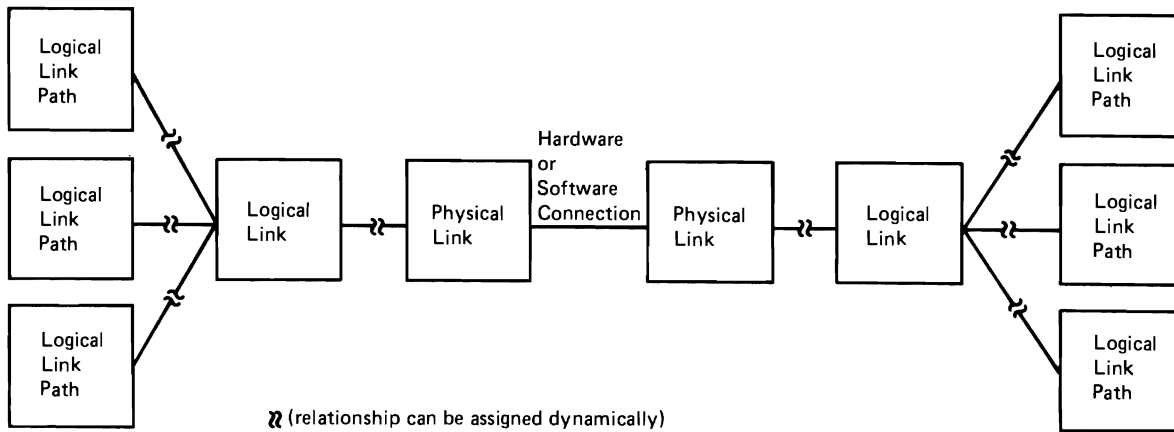 Logical
Link
Path
Logical
Link
Path
Logical
Link
Path
Logical
Link
Physical
Link
Hardware
or
Software
Connection
Physical
Link
Logical
Link
Logical
Link
Path
Logical
Link
Path
Logical
Link
Path
(relationship can be assigned dynamically)